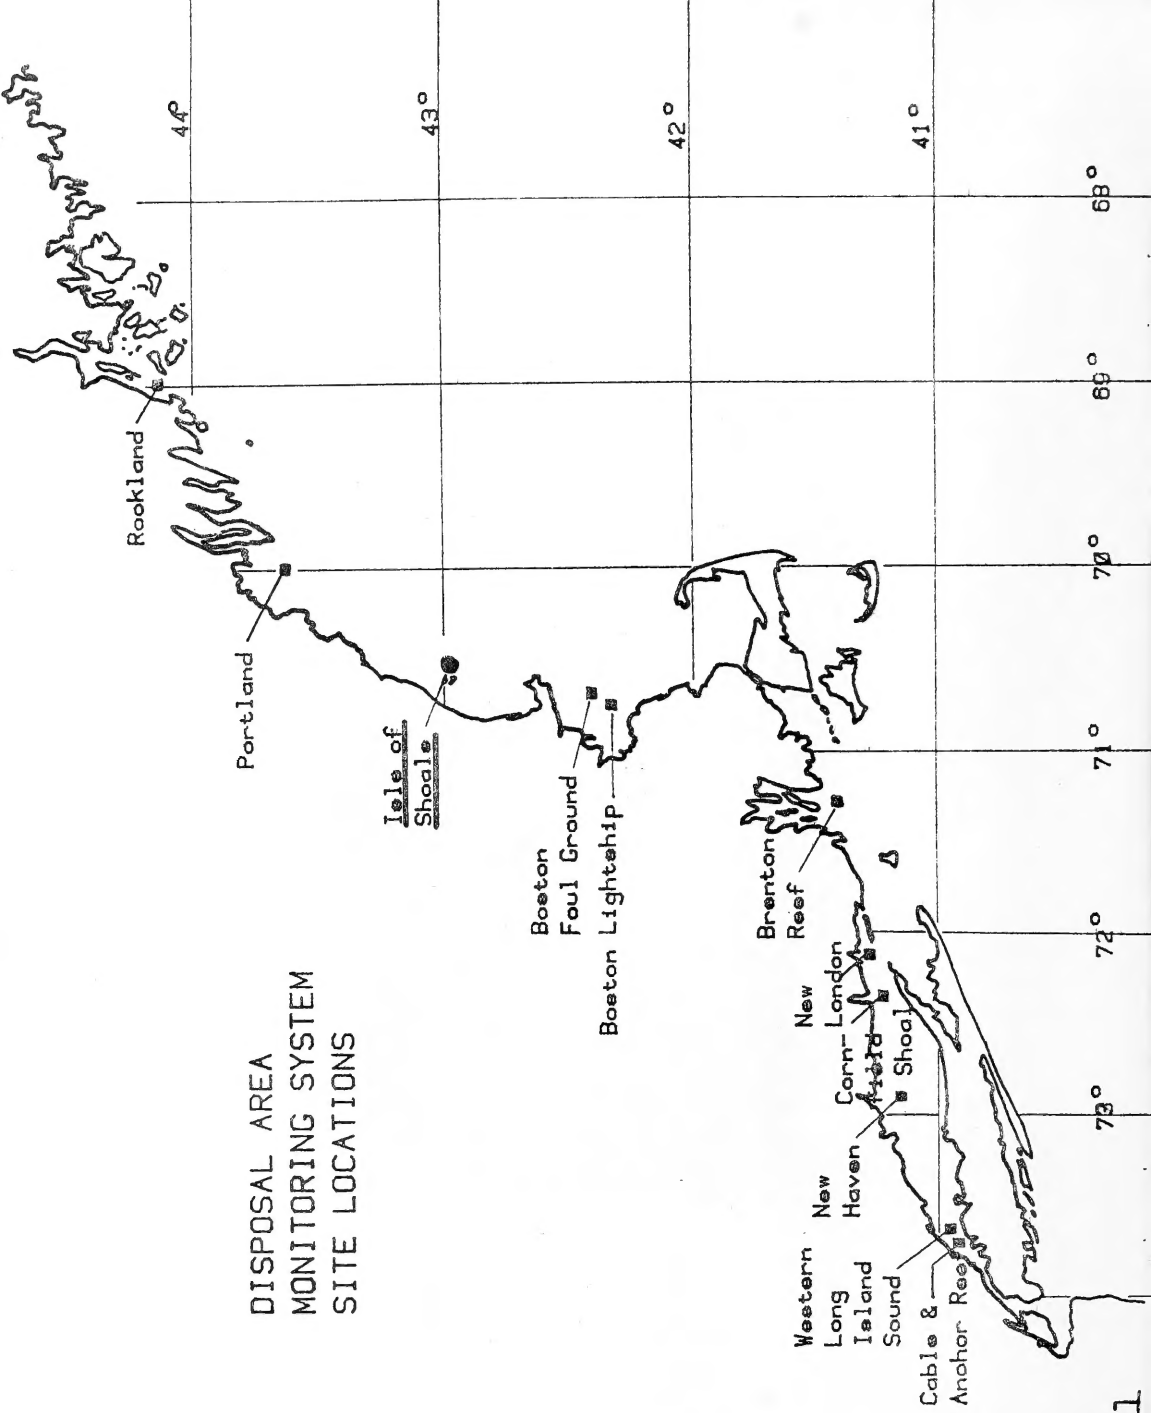 DISPOSAL AREA
MONITORING SYSTEM
SITE LOCATIONS
Rockland
Portland
Isle of
Shoals
Boston
Foul Ground
Boston Lightship
Brenton
Reef
New
London
Corn-
field
Shoal
New
Haven
Western
Long
Island
Sound
Cable &
Anchor Reef
44°
43°
42°
41°
68°
69°
70°
71°
72°
73°
1